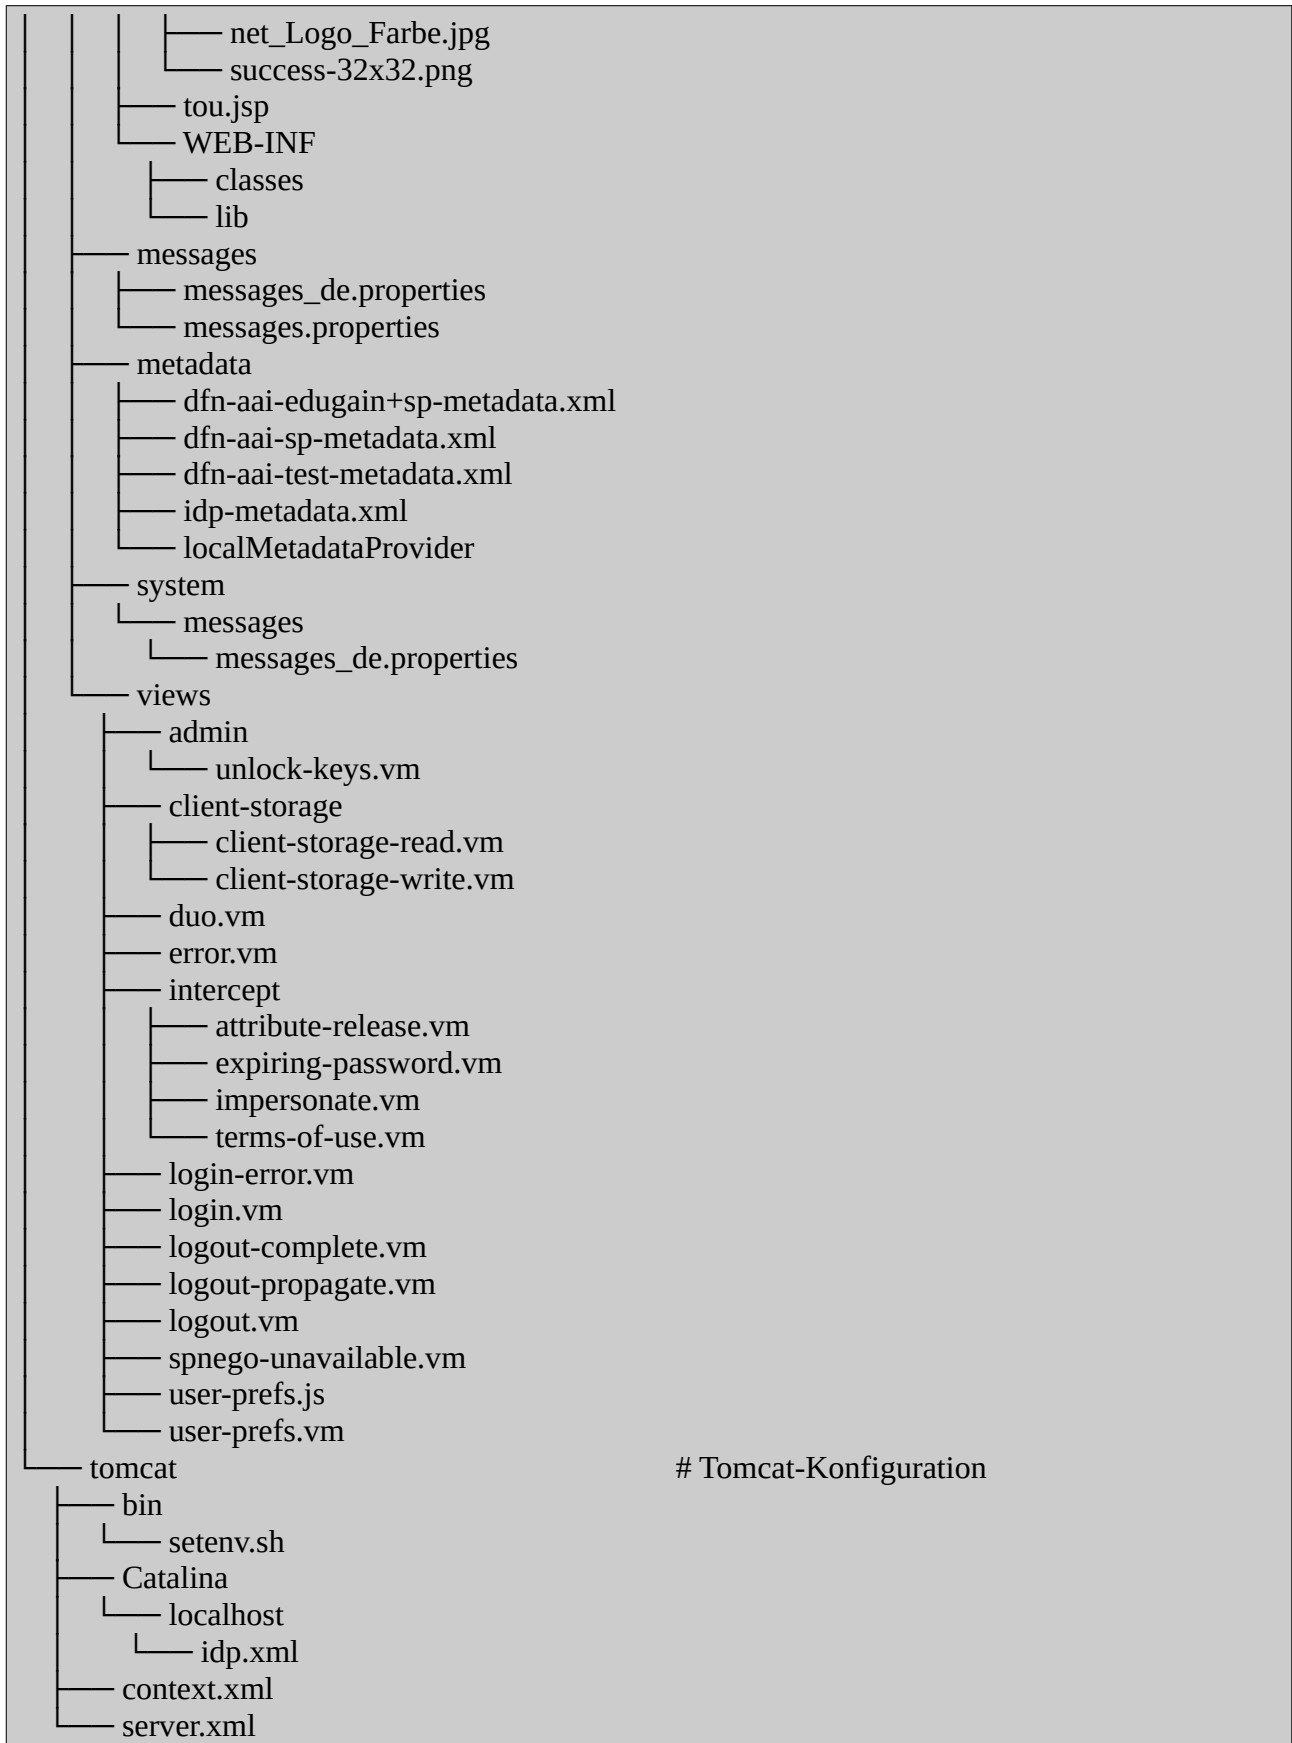 net_Logo_Farbe.jpg
success-32x32.png
tou.jsp
WEB-INF
classes
lib
messages
messages_de.properties
messages.properties
metadata
dfn-aai-edugain+sp-metadata.xml
dfn-aai-sp-metadata.xml
dfn-aai-test-metadata.xml
idp-metadata.xml
localMetadataProvider
system
messages
messages_de.properties
views
admin
unlock-keys.vm
client-storage
client-storage-read.vm
client-storage-write.vm
duo.vm
error.vm
intercept
attribute-release.vm
expiring-password.vm
impersonate.vm
terms-of-use.vm
login-error.vm
login.vm
logout-complete.vm
logout-propagate.vm
logout.vm
spnego-unavailable.vm
user-prefs.js
user-prefs.vm
tomcat # Tomcat-Konfiguration
bin
setenv.sh
Catalina
localhost
idp.xml
context.xml
server.xml